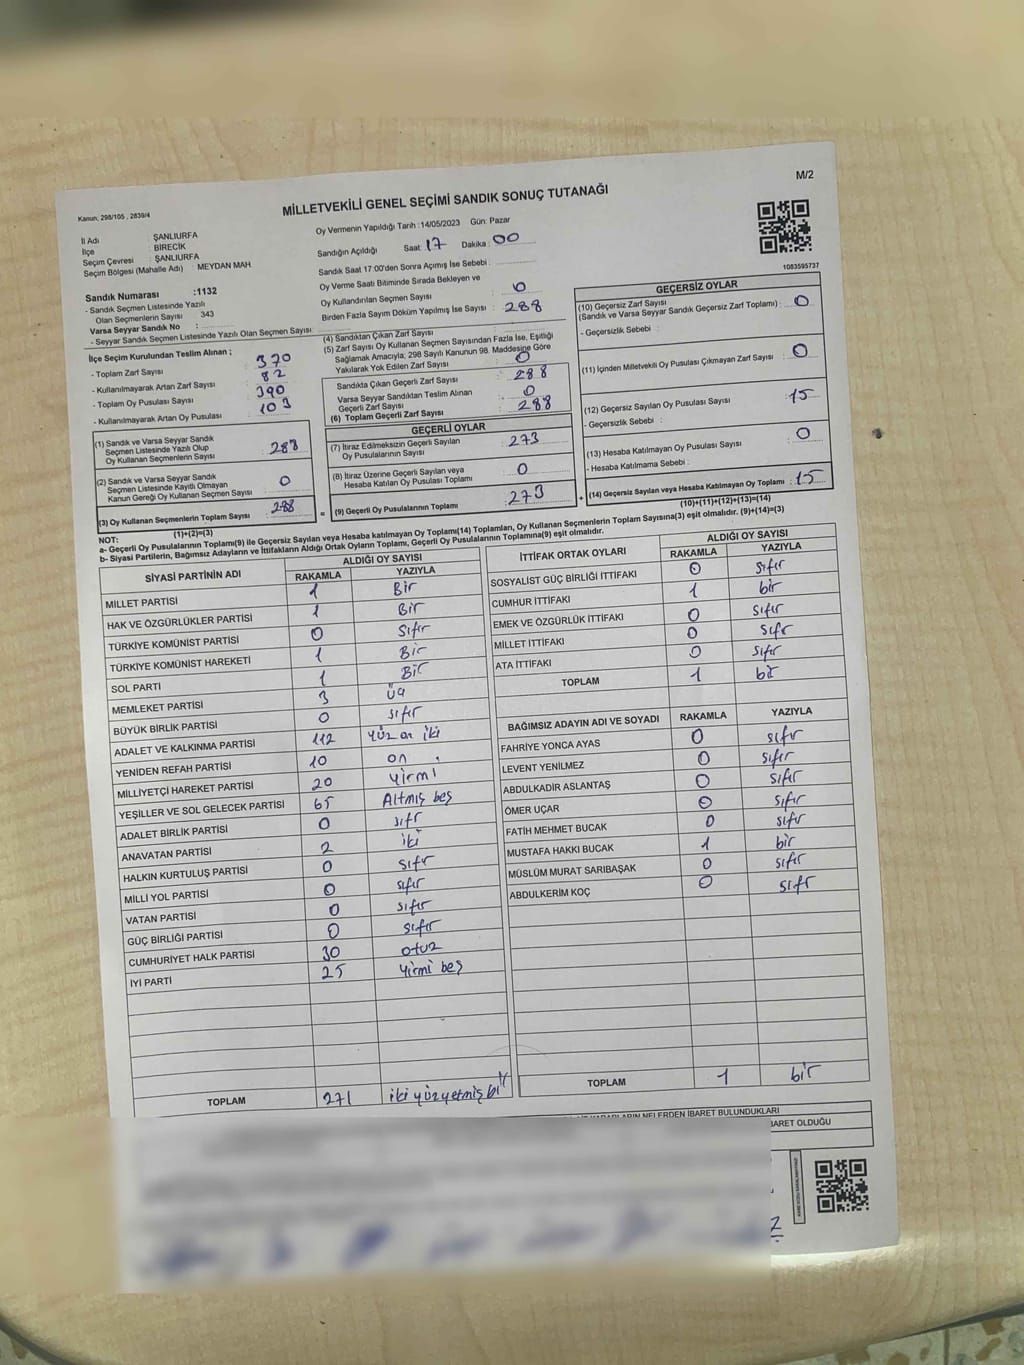 M/2
Kanun: 298/105 , 2839/4
MİLLETVEKİLİ GENEL SEÇİMİ SANDIK SONUÇ TUTANAĞI
İl Adı : ŞANLIURFA
İlçe : BİRECİK
Seçim Çevresi : ŞANLIURFA
Seçim Bölgesi (Mahalle Adı) MEYDAN MAH
Oy Vermenin Yapıldığı Tarih :14/05/2023 Gün: Pazar
Sandığın Açıldığı Saat 17 Dakika : 00
Sandık Saat 17:00'den Sonra Açımış İse Sebebi :
Oy Verme Saati Bitiminde Sırada Bekleyen ve
Oy Kullandırılan Seçmen Sayısı : 0
Birden Fazla Sayım Döküm Yapılmış İse Sayısı : 288
1083595737
Sandık Numarası :1132
- Sandık Seçmen Listesinde Yazılı
Olan Seçmenlerin Sayısı 343
Varsa Seyyar Sandık No :
- Seyyar Sandık Seçmen Listesinde Yazılı Olan Seçmen Sayısı:
İlçe Seçim Kurulundan Teslim Alınan ;
- Toplam Zarf Sayısı : 370
- Kullanılmayarak Artan Zarf Sayısı : 82
- Toplam Oy Pusulası Sayısı : 390
- Kullanılmayarak Artan Oy Pusulası : 103
(1) Sandık ve Varsa Seyyar Sandık
Seçmen Listesinde Yazılı Olup
Oy Kullanan Seçmenlerin Sayısı : 288
(2) Sandık ve Varsa Seyyar Sandık
Seçmen Listesinde Kayıtlı Olmayan
Kanun Gereği Oy Kullanan Seçmen Sayısı : 0
(3) Oy Kullanan Seçmenlerin Toplam Sayısı : 288
(1)+(2)=(3)
(4) Sandıktan Çıkan Zarf Sayısı
(5) Zarf Sayısı Oy Kullanan Seçmen Sayısından Fazla İse, Eşitliği
Sağlamak Amacıyla; 298 Sayılı Kanunun 98. Maddesine Göre
Yakılarak Yok Edilen Zarf Sayısı : 0
Sandıkta Çıkan Geçerli Zarf Sayısı : 288
Varsa Seyyar Sandıktan Teslim Alınan
Geçerli Zarf Sayısı : 0
(6) Toplam Geçerli Zarf Sayısı : 288
GEÇERLİ OYLAR
(7) İtiraz Edilmeksizin Geçerli Sayılan
Oy Pusulalarının Sayısı : 273
(8) İtiraz Üzerine Geçerli Sayılan veya
Hesaba Katılan Oy Pusulası Toplamı : 0
= (9) Geçerli Oy Pusulalarının Toplamı : 273
GEÇERSİZ OYLAR
(10) Geçersiz Zarf Sayısı
(Sandık ve Varsa Seyyar Sandık Geçersiz Zarf Toplamı) : 0
- Geçersizlik Sebebi :
(11) İçinden Milletvekili Oy Pusulası Çıkmayan Zarf Sayısı : 0
(12) Geçersiz Sayılan Oy Pusulası Sayısı : 15
- Geçersizlik Sebebi :
(13) Hesaba Katılmayan Oy Pusulası Sayısı : 0
- Hesaba Katılmama Sebebi :
+ (14) Geçersiz Sayılan veya Hesaba Katılmayan Oy Toplamı : 15
(10)+(11)+(12)+(13)=(14)
NOT:
a- Geçerli Oy Pusulalarının Toplamı(9) ile Geçersiz Sayılan veya Hesaba katılmayan Oy Toplamı(14) Toplamları, Oy Kullanan Seçmenlerin Toplam Sayısına(3) eşit olmalıdır. (9)+(14)=(3)
b- Siyasi Partilerin, Bağımsız Adayların ve İttifakların Aldığı Ortak Oyların Toplamı, Geçerli Oy Pusulalarının Toplamına(9) eşit olmalıdır.
SİYASİ PARTİNİN ADI ALDIĞI OY SAYISI
RAKAMLA YAZIYLA
MİLLET PARTİSİ 1 Bir
HAK VE ÖZGÜRLÜKLER PARTİSİ 1 Bir
TÜRKİYE KOMÜNİST PARTİSİ 0 Sıfır
TÜRKİYE KOMÜNİST HAREKETİ 1 Bir
SOL PARTİ 1 Bir
MEMLEKET PARTİSİ 3 üç
BÜYÜK BİRLİK PARTİSİ 0 sıfır
ADALET VE KALKINMA PARTİSİ 112 yüz on iki
YENİDEN REFAH PARTİSİ 10 on
MİLLİYETÇİ HAREKET PARTİSİ 20 yirmi
YEŞİLLER VE SOL GELECEK PARTİSİ 65 Altmış beş
ADALET BİRLİK PARTİSİ 0 sıfr
ANAVATAN PARTİSİ 2 iki
HALKIN KURTULUŞ PARTİSİ 0 sıfır
MİLLİ YOL PARTİSİ 0 sıfır
VATAN PARTİSİ 0 sıfır
GÜÇ BİRLİĞİ PARTİSİ 0 sıfır
CUMHURİYET HALK PARTİSİ 30 otuz
İYİ PARTİ 25 Yirmi beş
TOPLAM 271 iki yüz yetmiş bir
İTTİFAK ORTAK OYLARI ALDIĞI OY SAYISI
RAKAMLA YAZIYLA
SOSYALİST GÜÇ BİRLİĞİ İTTİFAKI 0 sıfır
CUMHUR İTTİFAKI 1 bir
EMEK VE ÖZGÜRLÜK İTTİFAKI 0 sıfır
MİLLET İTTİFAKI 0 sıfr
ATA İTTİFAKI 0 sıfır
TOPLAM 1 bir
BAĞIMSIZ ADAYIN ADI VE SOYADI RAKAMLA YAZIYLA
FAHRİYE YONCA AYAS 0 sıfır
LEVENT YENİLMEZ 0 sıfır
ABDULKADİR ASLANTAŞ 0 sıfır
ÖMER UÇAR 0 sıfır
FATİH MEHMET BUCAK 0 sıfır
MUSTAFA HAKKI BUCAK 1 bir
MÜSLÜM MURAT SARIBAŞAK 0 sıfır
ABDULKERİM KOÇ 0 sıfr
TOPLAM 1 bir
NELERDEN İBARET BULUNDUKLARI
BARET OLDUĞU